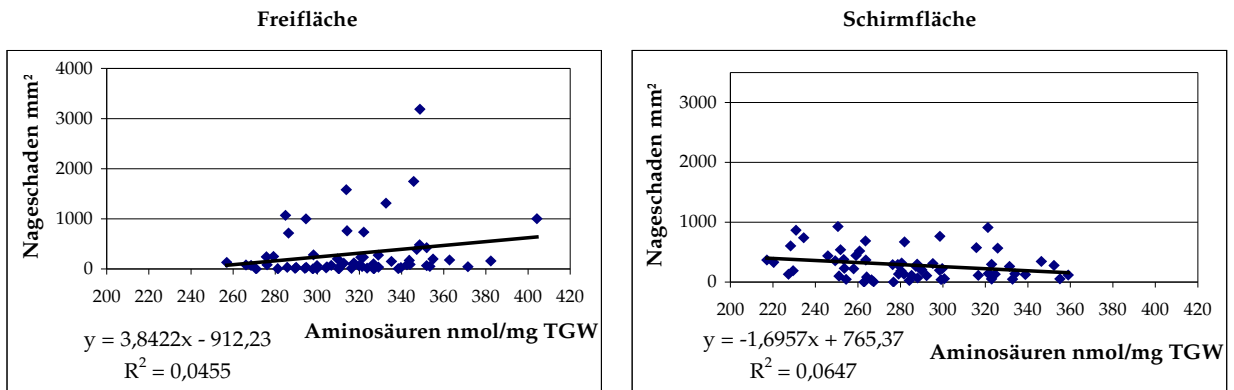 Freifläche
Schirmfläche
Nageschaden mm²
4000
3000
2000
1000
0
200 220 240 260 280 300 320 340 360 380 400 420
y = 3,8422x - 912,23
R² = 0,0455
Aminosäuren nmol/mg TGW
Nageschaden mm²
3000
2000
1000
0
200 220 240 260 280 300 320 340 360 380 400 420
y = -1,6957x + 765,37
R² = 0,0647
Aminosäuren nmol/mg TGW